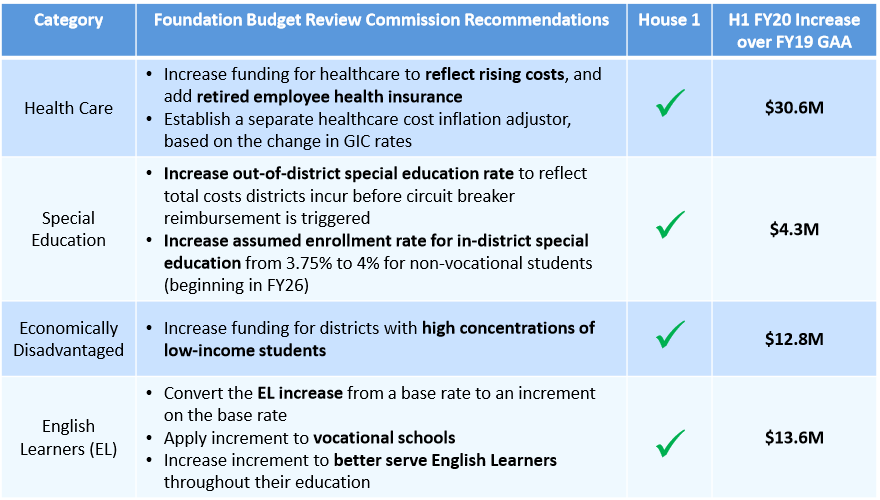 Category
Foundation Budget Review Commission Recommendations
House 1
H1 FY20 Increase
over FY19 GAA
Health Care
• Increase funding for healthcare to reflect rising costs, and
add retired employee health insurance
• Establish a separate healthcare cost inflation adjustor,
based on the change in GIC rates
✓
$30.6M
Special
Education
• Increase out-of-district special education rate to reflect
total costs districts incur before circuit breaker
reimbursement is triggered
• Increase assumed enrollment rate for in-district special
education from 3.75% to 4% for non-vocational students
(beginning in FY26)
✓
$4.3M
Economically
Disadvantaged
• Increase funding for districts with high concentrations of
low-income students
✓
$12.8M
English
Learners (EL)
• Convert the EL increase from a base rate to an increment
on the base rate
• Apply increment to vocational schools
• Increase increment to better serve English Learners
throughout their education
✓
$13.6M